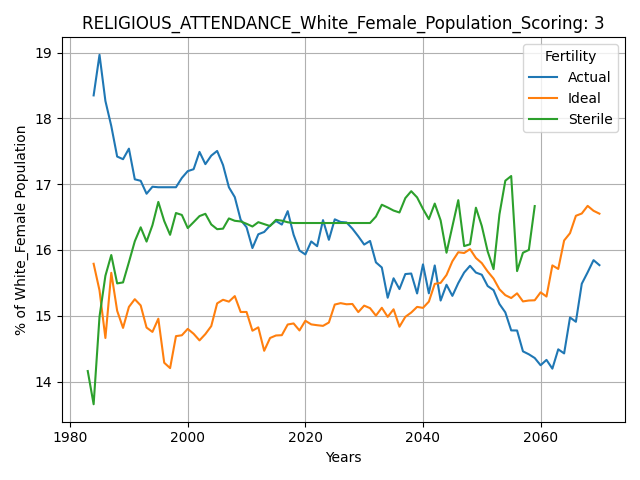 RELIGIOUS_ATTENDANCE_White_Female_Population_Scoring: 3
Fertility
Actual
Ideal
Sterile
% of White_Female Population
19
18
17
16
15
14
1980
2000
2020
2040
2060
Years